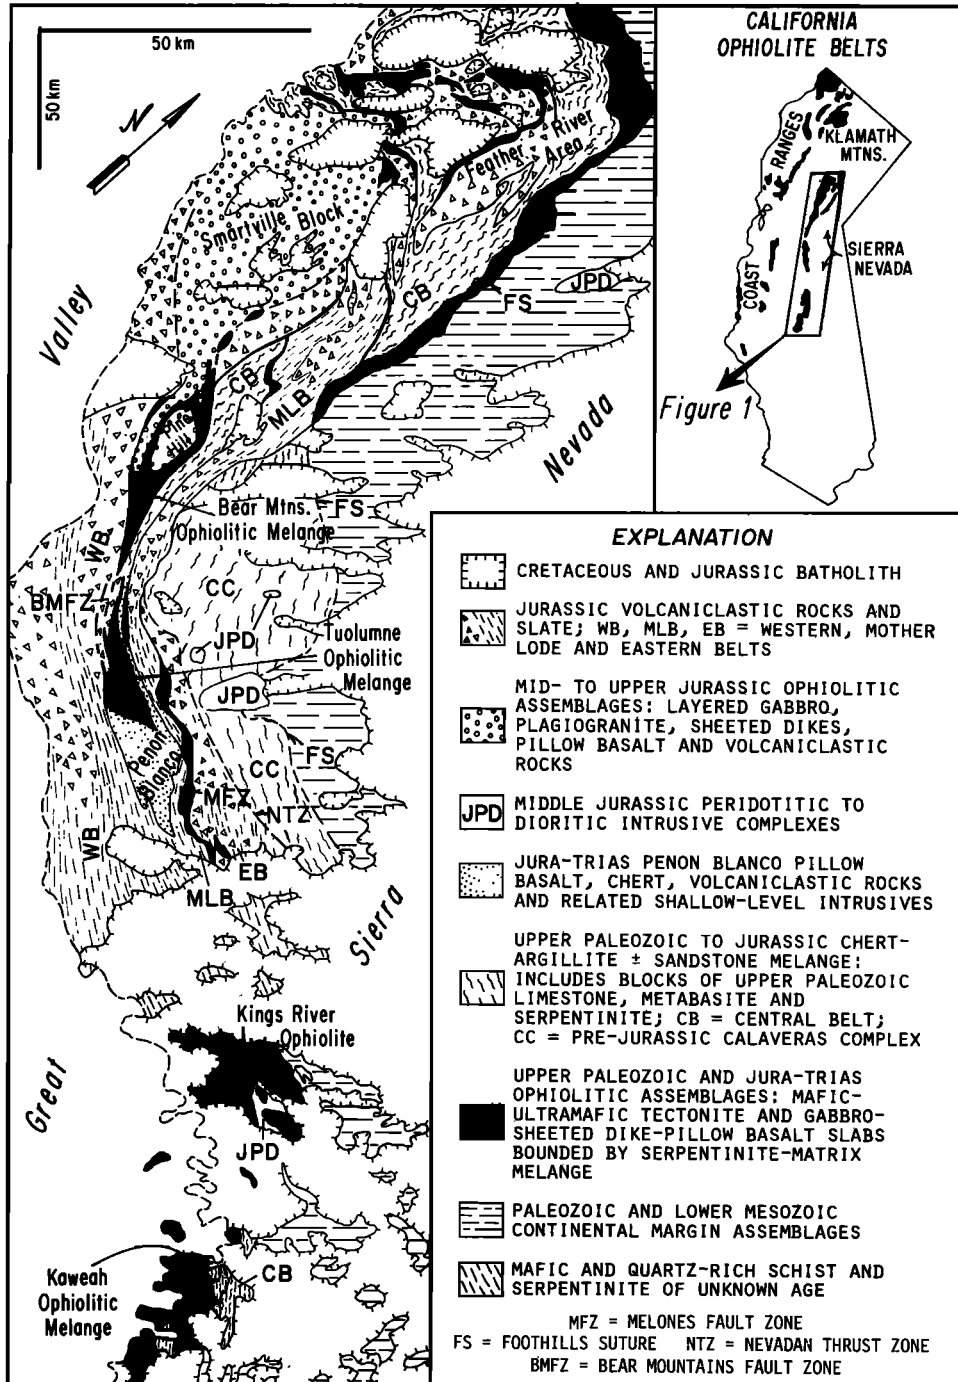 50 km
50 km
N
Valley
Great
Sierra
Nevada
Smartville Block
Feather River Area
CB
FS
JPD
CB
MLB
Pine Hill
Bear Mtns.
Ophiolitic Melange
FS
WB
CC
BMFZ
JPD
Tuolumne
Ophiolitic
Melange
JPD
Penon
Blanca
FS
CC
MFZ
NTZ
WB
EB
MLB
Kings River
Ophiolite
JPD
Kaweah
Ophiolitic
Melange
CB
CALIFORNIA
OPHIOLITE BELTS
COAST RANGES
KLAMATH
MTNS.
SIERRA
NEVADA
Figure 1
EXPLANATION
CRETACEOUS AND JURASSIC BATHOLITH
JURASSIC VOLCANICLASTIC ROCKS AND
SLATE; WB, MLB, EB = WESTERN, MOTHER
LODE AND EASTERN BELTS
MID- TO UPPER JURASSIC OPHIOLITIC
ASSEMBLAGES: LAYERED GABBRO,
PLAGIOGRANITE, SHEETED DIKES,
PILLOW BASALT AND VOLCANICLASTIC
ROCKS
JPD
MIDDLE JURASSIC PERIDOTITIC TO
DIORITIC INTRUSIVE COMPLEXES
JURA-TRIAS PENON BLANCO PILLOW
BASALT, CHERT, VOLCANICLASTIC ROCKS
AND RELATED SHALLOW-LEVEL INTRUSIVES
UPPER PALEOZOIC TO JURASSIC CHERT-
ARGILLITE ± SANDSTONE MELANGE:
INCLUDES BLOCKS OF UPPER PALEOZOIC
LIMESTONE, METABASITE AND
SERPENTINITE; CB = CENTRAL BELT;
CC = PRE-JURASSIC CALAVERAS COMPLEX
UPPER PALEOZOIC AND JURA-TRIAS
OPHIOLITIC ASSEMBLAGES: MAFIC-
ULTRAMAFIC TECTONITE AND GABBRO-
SHEETED DIKE-PILLOW BASALT SLABS
BOUNDED BY SERPENTINITE-MATRIX
MELANGE
PALEOZOIC AND LOWER MESOZOIC
CONTINENTAL MARGIN ASSEMBLAGES
MAFIC AND QUARTZ-RICH SCHIST AND
SERPENTINITE OF UNKNOWN AGE
MFZ = MELONES FAULT ZONE
FS = FOOTHILLS SUTURE NTZ = NEVADAN THRUST ZONE
BMFZ = BEAR MOUNTAINS FAULT ZONE